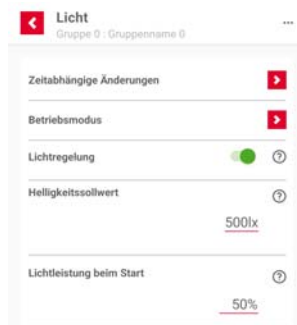 Licht
Gruppe 0 : Gruppenname 0
Zeitabhängige Änderungen
Betriebsmodus
Lichtregelung
Helligkeitssollwert
500lx
Lichtleistung beim Start
50%